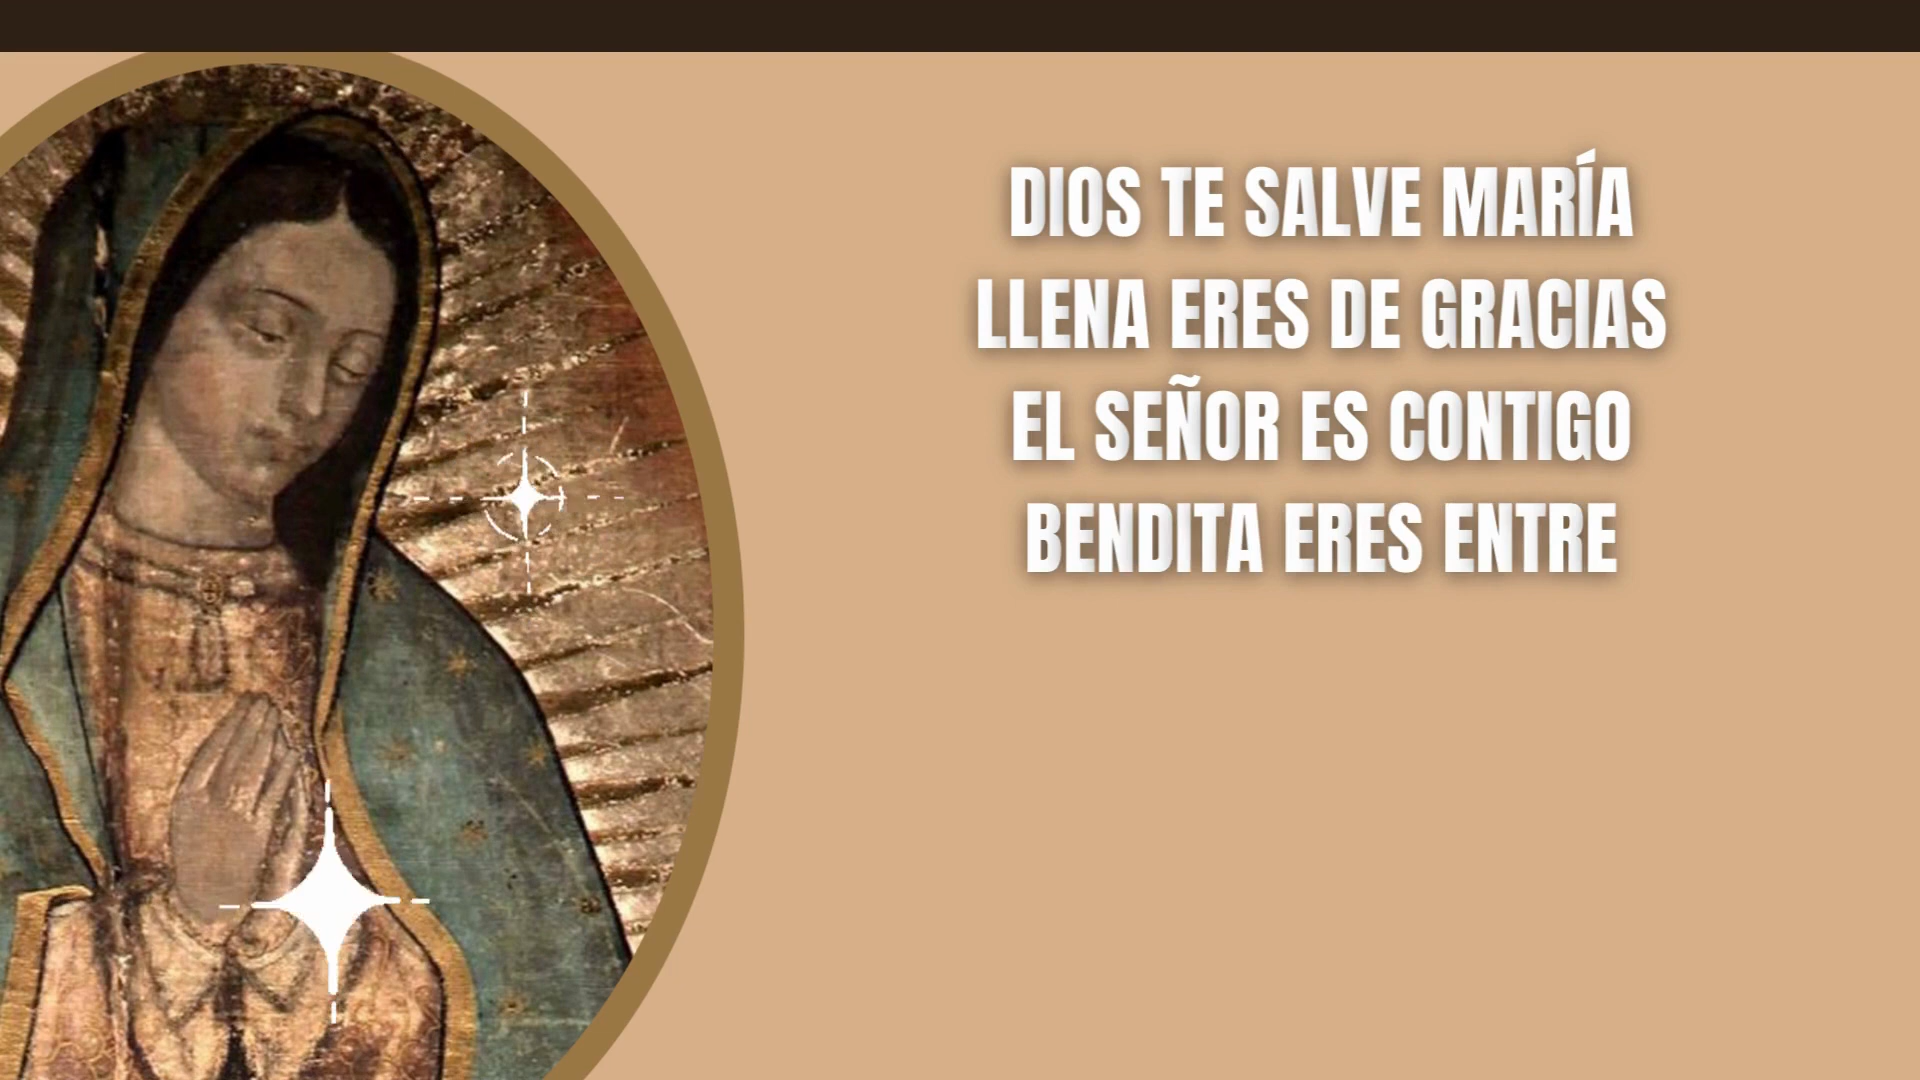 DIOS TE SALVE MARÍA
LLENA ERES DE GRACIAS
EL SEÑOR ES CONTIGO
BENDITA ERES ENTRE